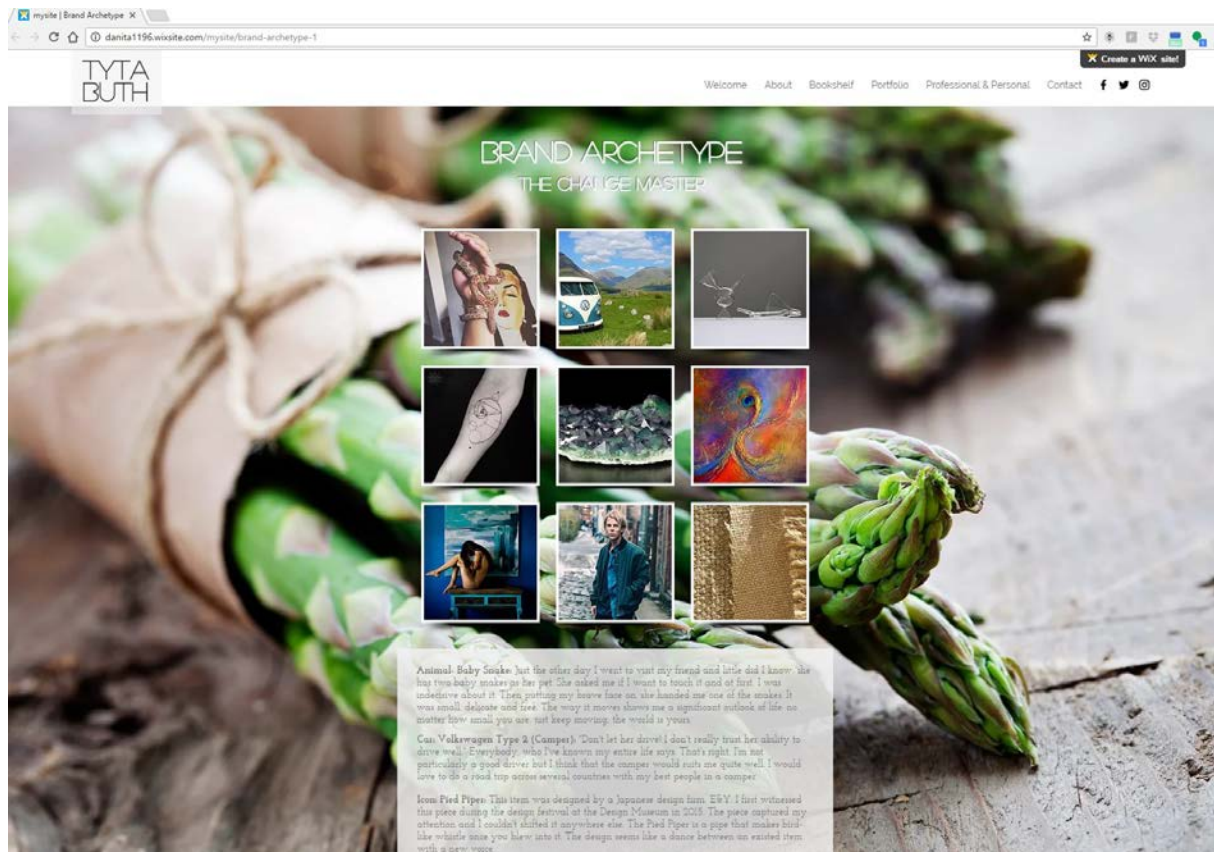 mysite | Brand Archetype
danita1196.wixsite.com/mysite/brand-archetype-1
Create a WiX site!
TYTA
BUTH
Welcome About Bookshelf Portfolio Professional & Personal Contact
BRAND ARCHETYPE
THE CHANGE MASTER
Animal: Baby Snake: Just the other day I went to visit my friend and little did I know, she
has two baby snakes as her pet. She asked me if I want to touch it and at first, I was
indecisive about it. Then putting my brave face on, she handed me one of the snakes. It
was small, delicate and free. The way it moves shows me a significant outlook of life: no
matter how small you are, just keep moving, the world is yours.
Car: Volkswagen Type 2 (Camper): "Don't let her drive! I don't really trust her ability to
drive well." Everybody, who I've known my entire life says. That's right, I'm not
particularly a good driver but I think that the camper would suits me quite well. I would
love to do a road trip across several countries with my best people in a camper.
Icon: Pied Piper: This item was designed by a Japanese design firm, E&Y. I first witnessed
this piece during the design festival at the Design Museum in 2015. The piece captured my
attention and I couldn't shifted it anywhere else. The Pied Piper is a pipe that makes bird-
like whistle once you blew into it. The design seems like a dance between an existed item
with a new voice.